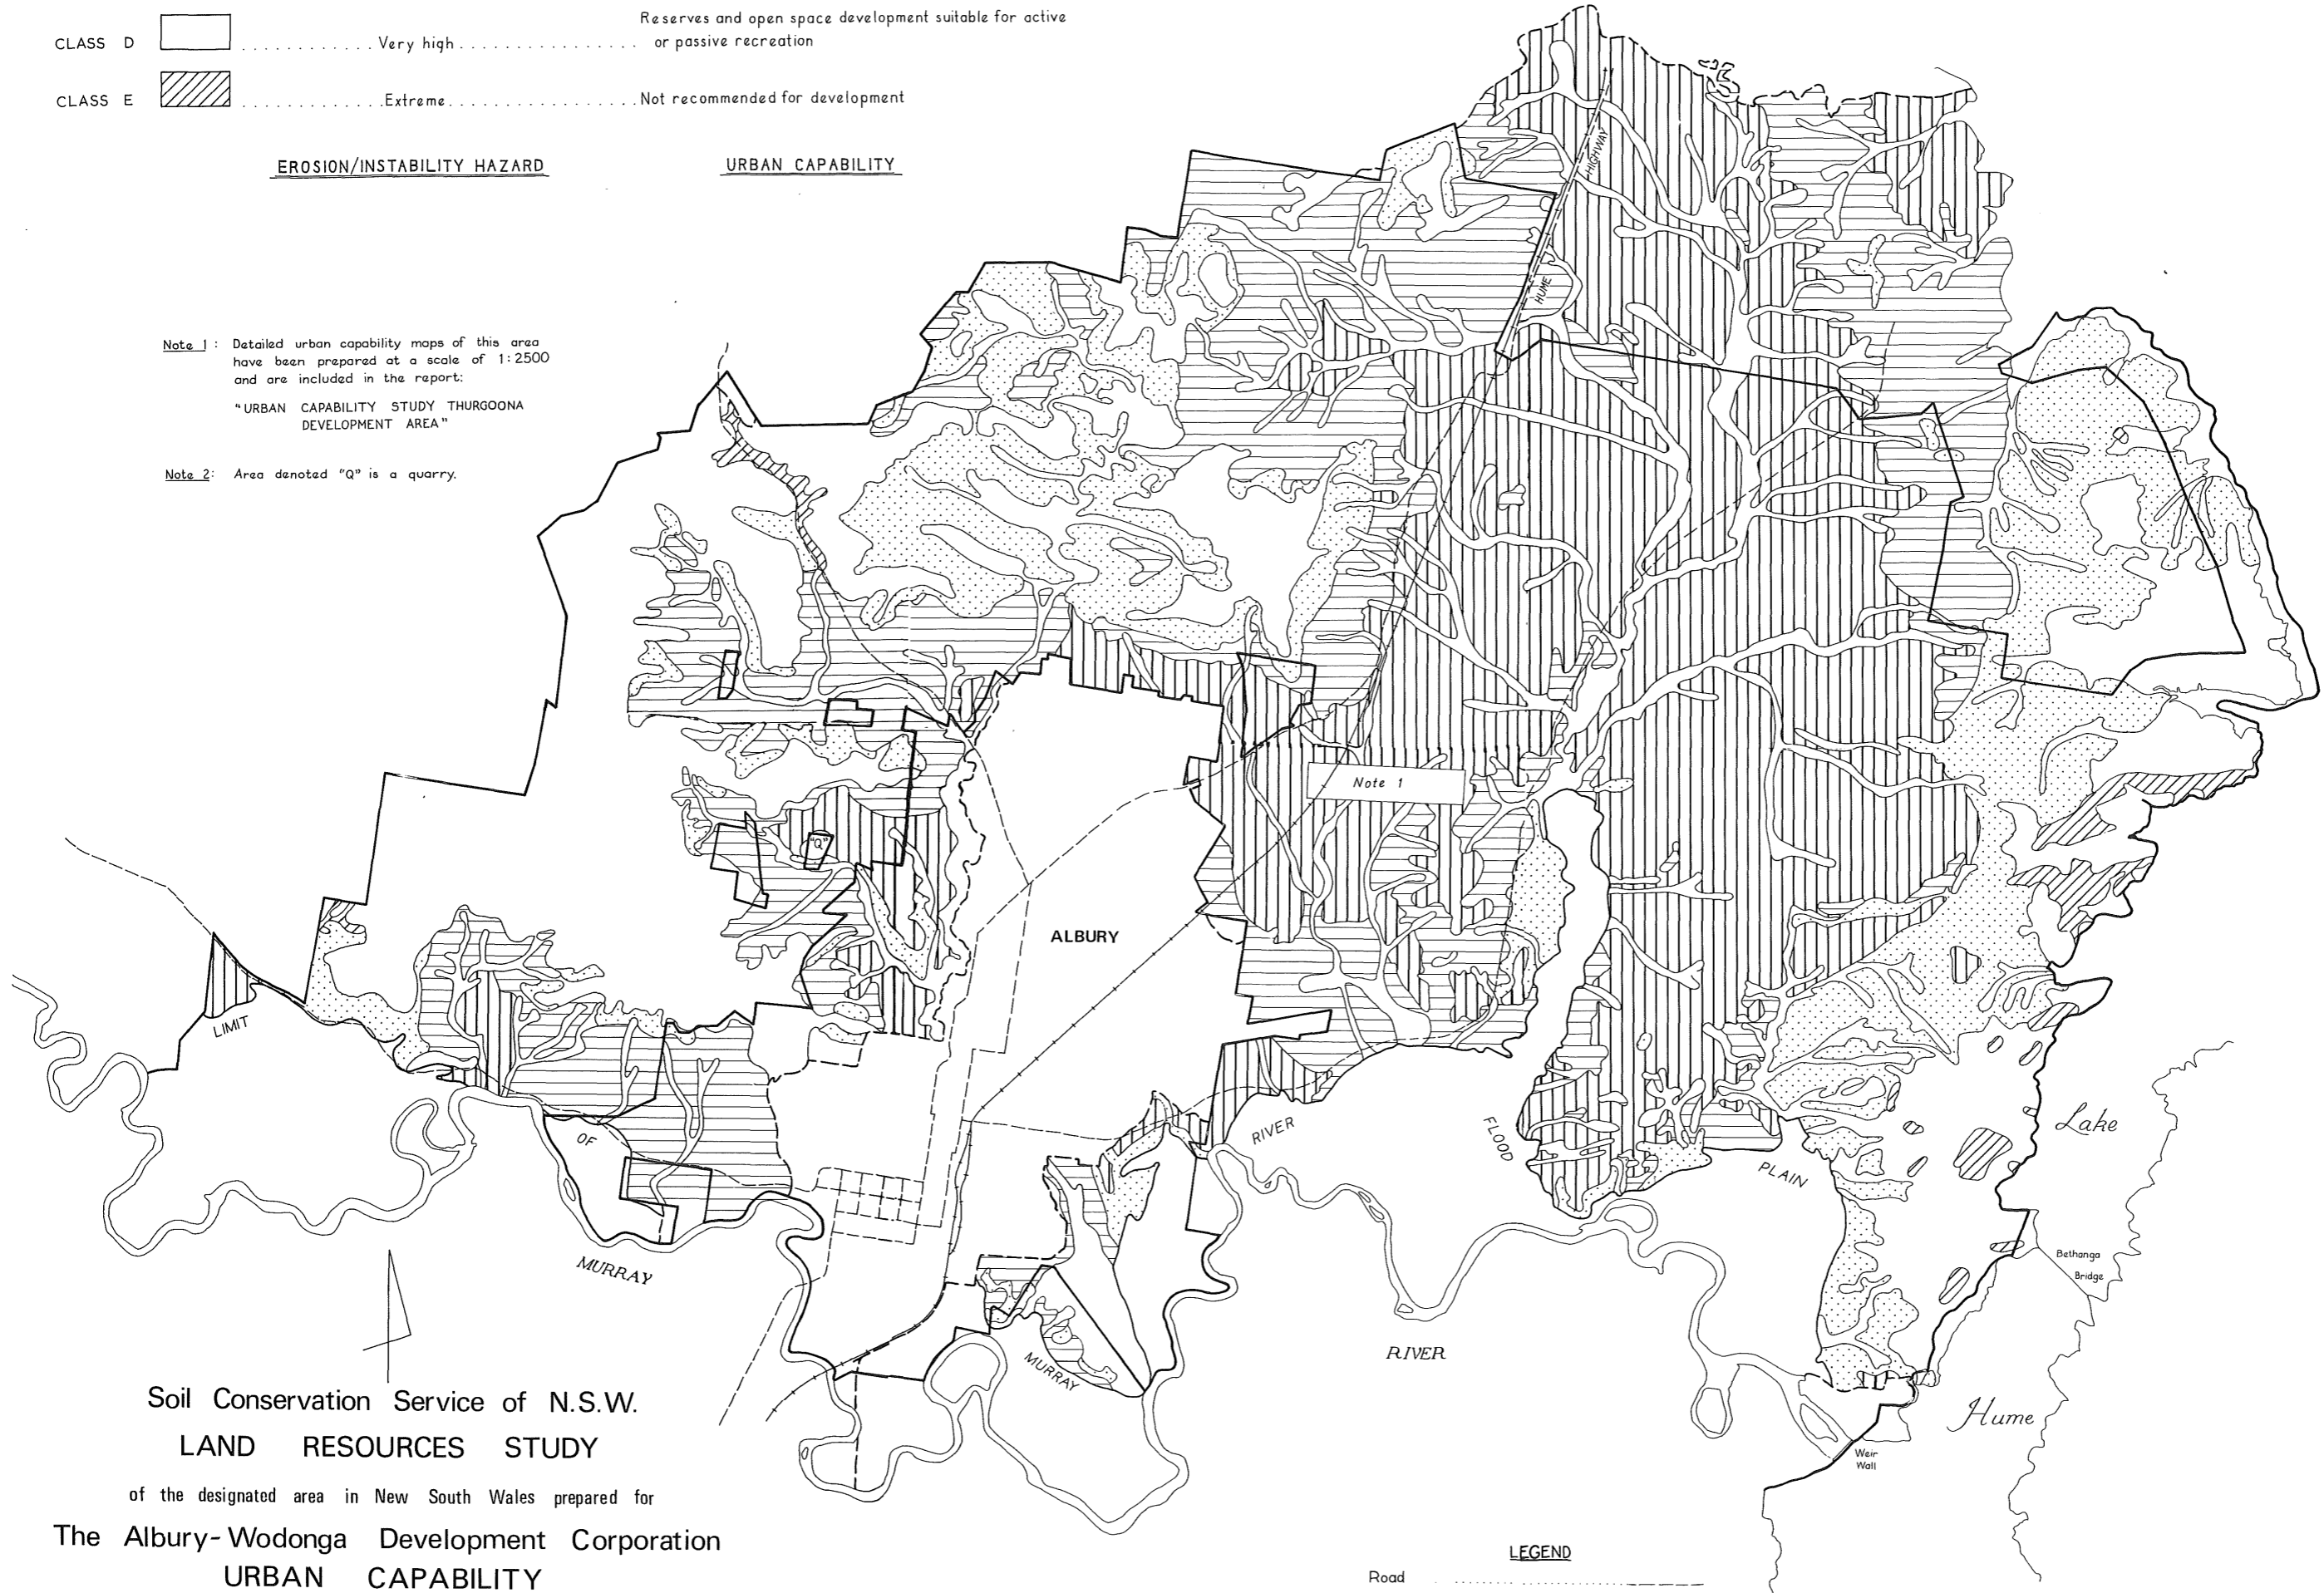 CLASS D ............ Very high ................ Reserves and open space development suitable for active
or passive recreation
CLASS E ............ Extreme ................ Not recommended for development
EROSION/INSTABILITY HAZARD URBAN CAPABILITY
Note 1 : Detailed urban capability maps of this area
have been prepared at a scale of 1:2500
and are included in the report:
"URBAN CAPABILITY STUDY THURGOONA
DEVELOPMENT AREA"
Note 2: Area denoted "Q" is a quarry.
HIGHWAY
HUME
Note 1
"Q"
ALBURY
LIMIT
OF
MURRAY
RIVER
FLOOD
PLAIN
MURRAY
RIVER
Lake
Hume
Bethanga
Bridge
Weir
Wall
Soil Conservation Service of N.S.W.
LAND RESOURCES STUDY
of the designated area in New South Wales prepared for
The Albury-Wodonga Development Corporation
URBAN CAPABILITY
LEGEND
Road